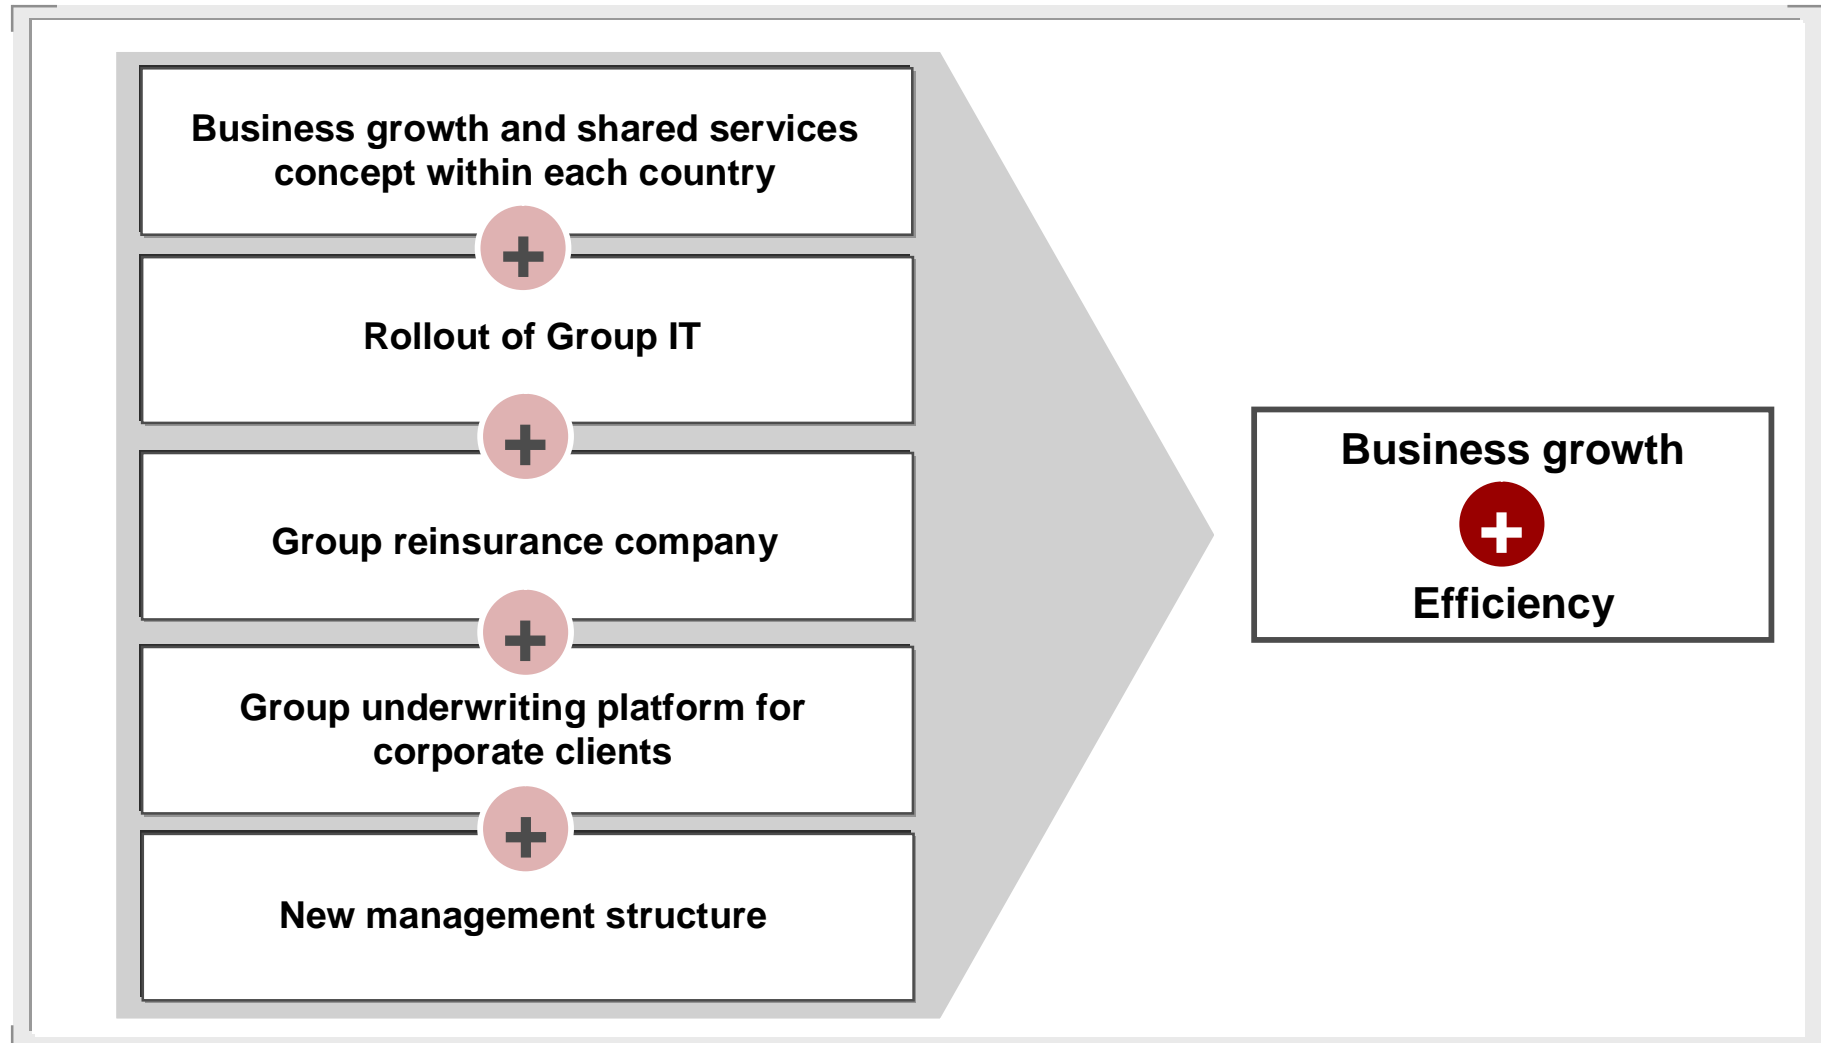 Business growth and shared services
concept within each country
+
Rollout of Group IT
+
Group reinsurance company
+
Group underwriting platform for
corporate clients
+
New management structure
Business growth
+
Efficiency